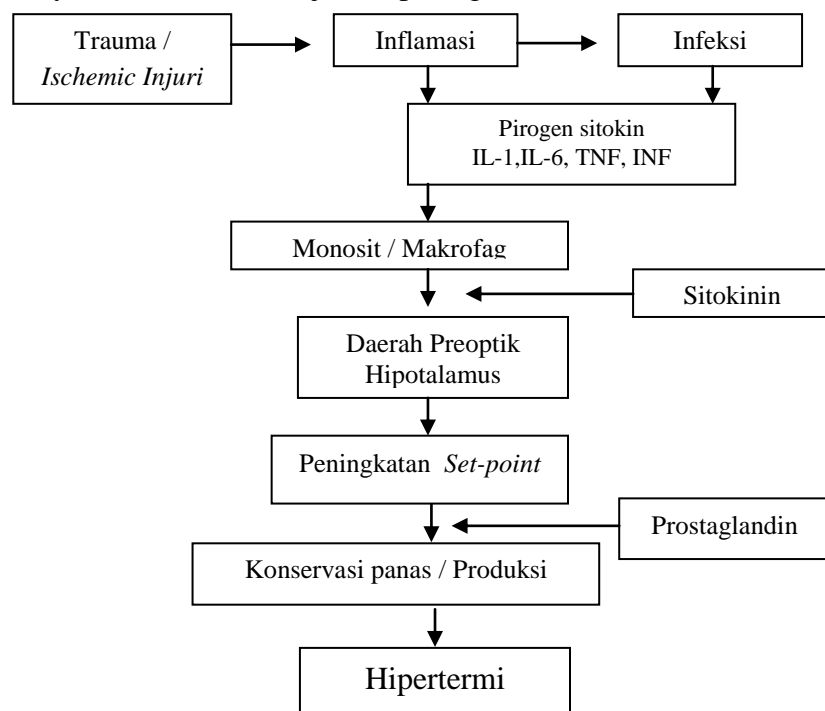 Trauma /
Ischemic Injuri
Inflamasi
Infeksi
Pirogen sitokin
IL-1,IL-6, TNF, INF
Monosit / Makrofag
Sitokinin
Daerah Preoptik
Hipotalamus
Peningkatan Set-point
Prostaglandin
Konservasi panas / Produksi
Hipertermi